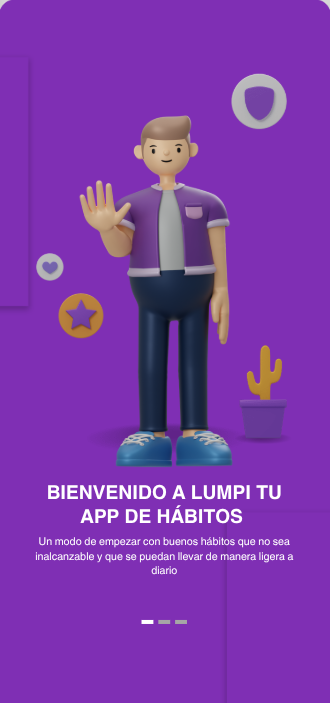 BIENVENIDO A LUMPI TU
APP DE HÁBITOS
Un modo de empezar con buenos hábitos que no sea
inalcanzable y que se puedan llevar de manera ligera a
diario